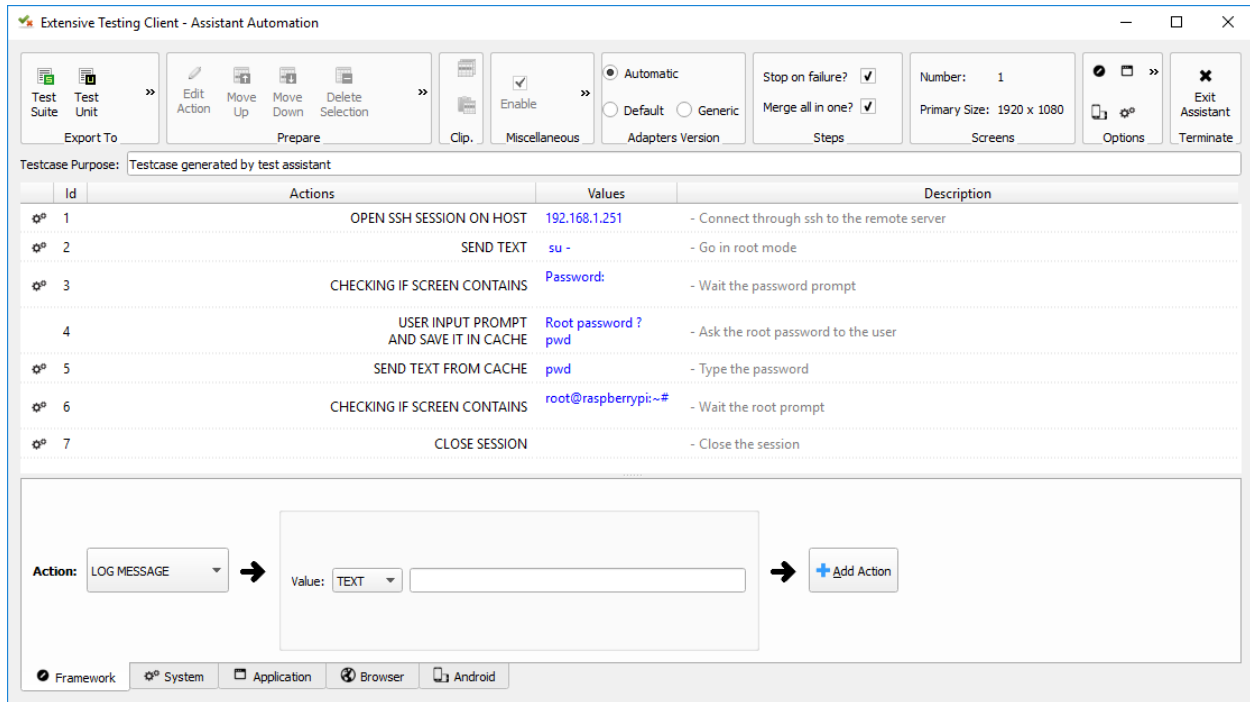 Extensive Testing Client - Assistant Automation
Test Suite
Test Unit
»
Export To
Edit Action
Move Up
Move Down
Delete Selection
»
Prepare
Clip.
Enable
»
Miscellaneous
Automatic
Default
Generic
Adapters Version
Stop on failure?
Merge all in one?
Steps
Number: 1
Primary Size: 1920 x 1080
Screens
»
Options
Exit Assistant
Terminate
Testcase Purpose: Testcase generated by test assistant
Id Actions Values Description
1 OPEN SSH SESSION ON HOST 192.168.1.251 - Connect through ssh to the remote server
2 SEND TEXT su - - Go in root mode
3 CHECKING IF SCREEN CONTAINS Password: - Wait the password prompt
4 USER INPUT PROMPT Root password ? - Ask the root password to the user
AND SAVE IT IN CACHE pwd
5 SEND TEXT FROM CACHE pwd - Type the password
6 CHECKING IF SCREEN CONTAINS root@raspberrypi:~# - Wait the root prompt
7 CLOSE SESSION - Close the session
Action: LOG MESSAGE
Value: TEXT
Add Action
Framework
System
Application
Browser
Android